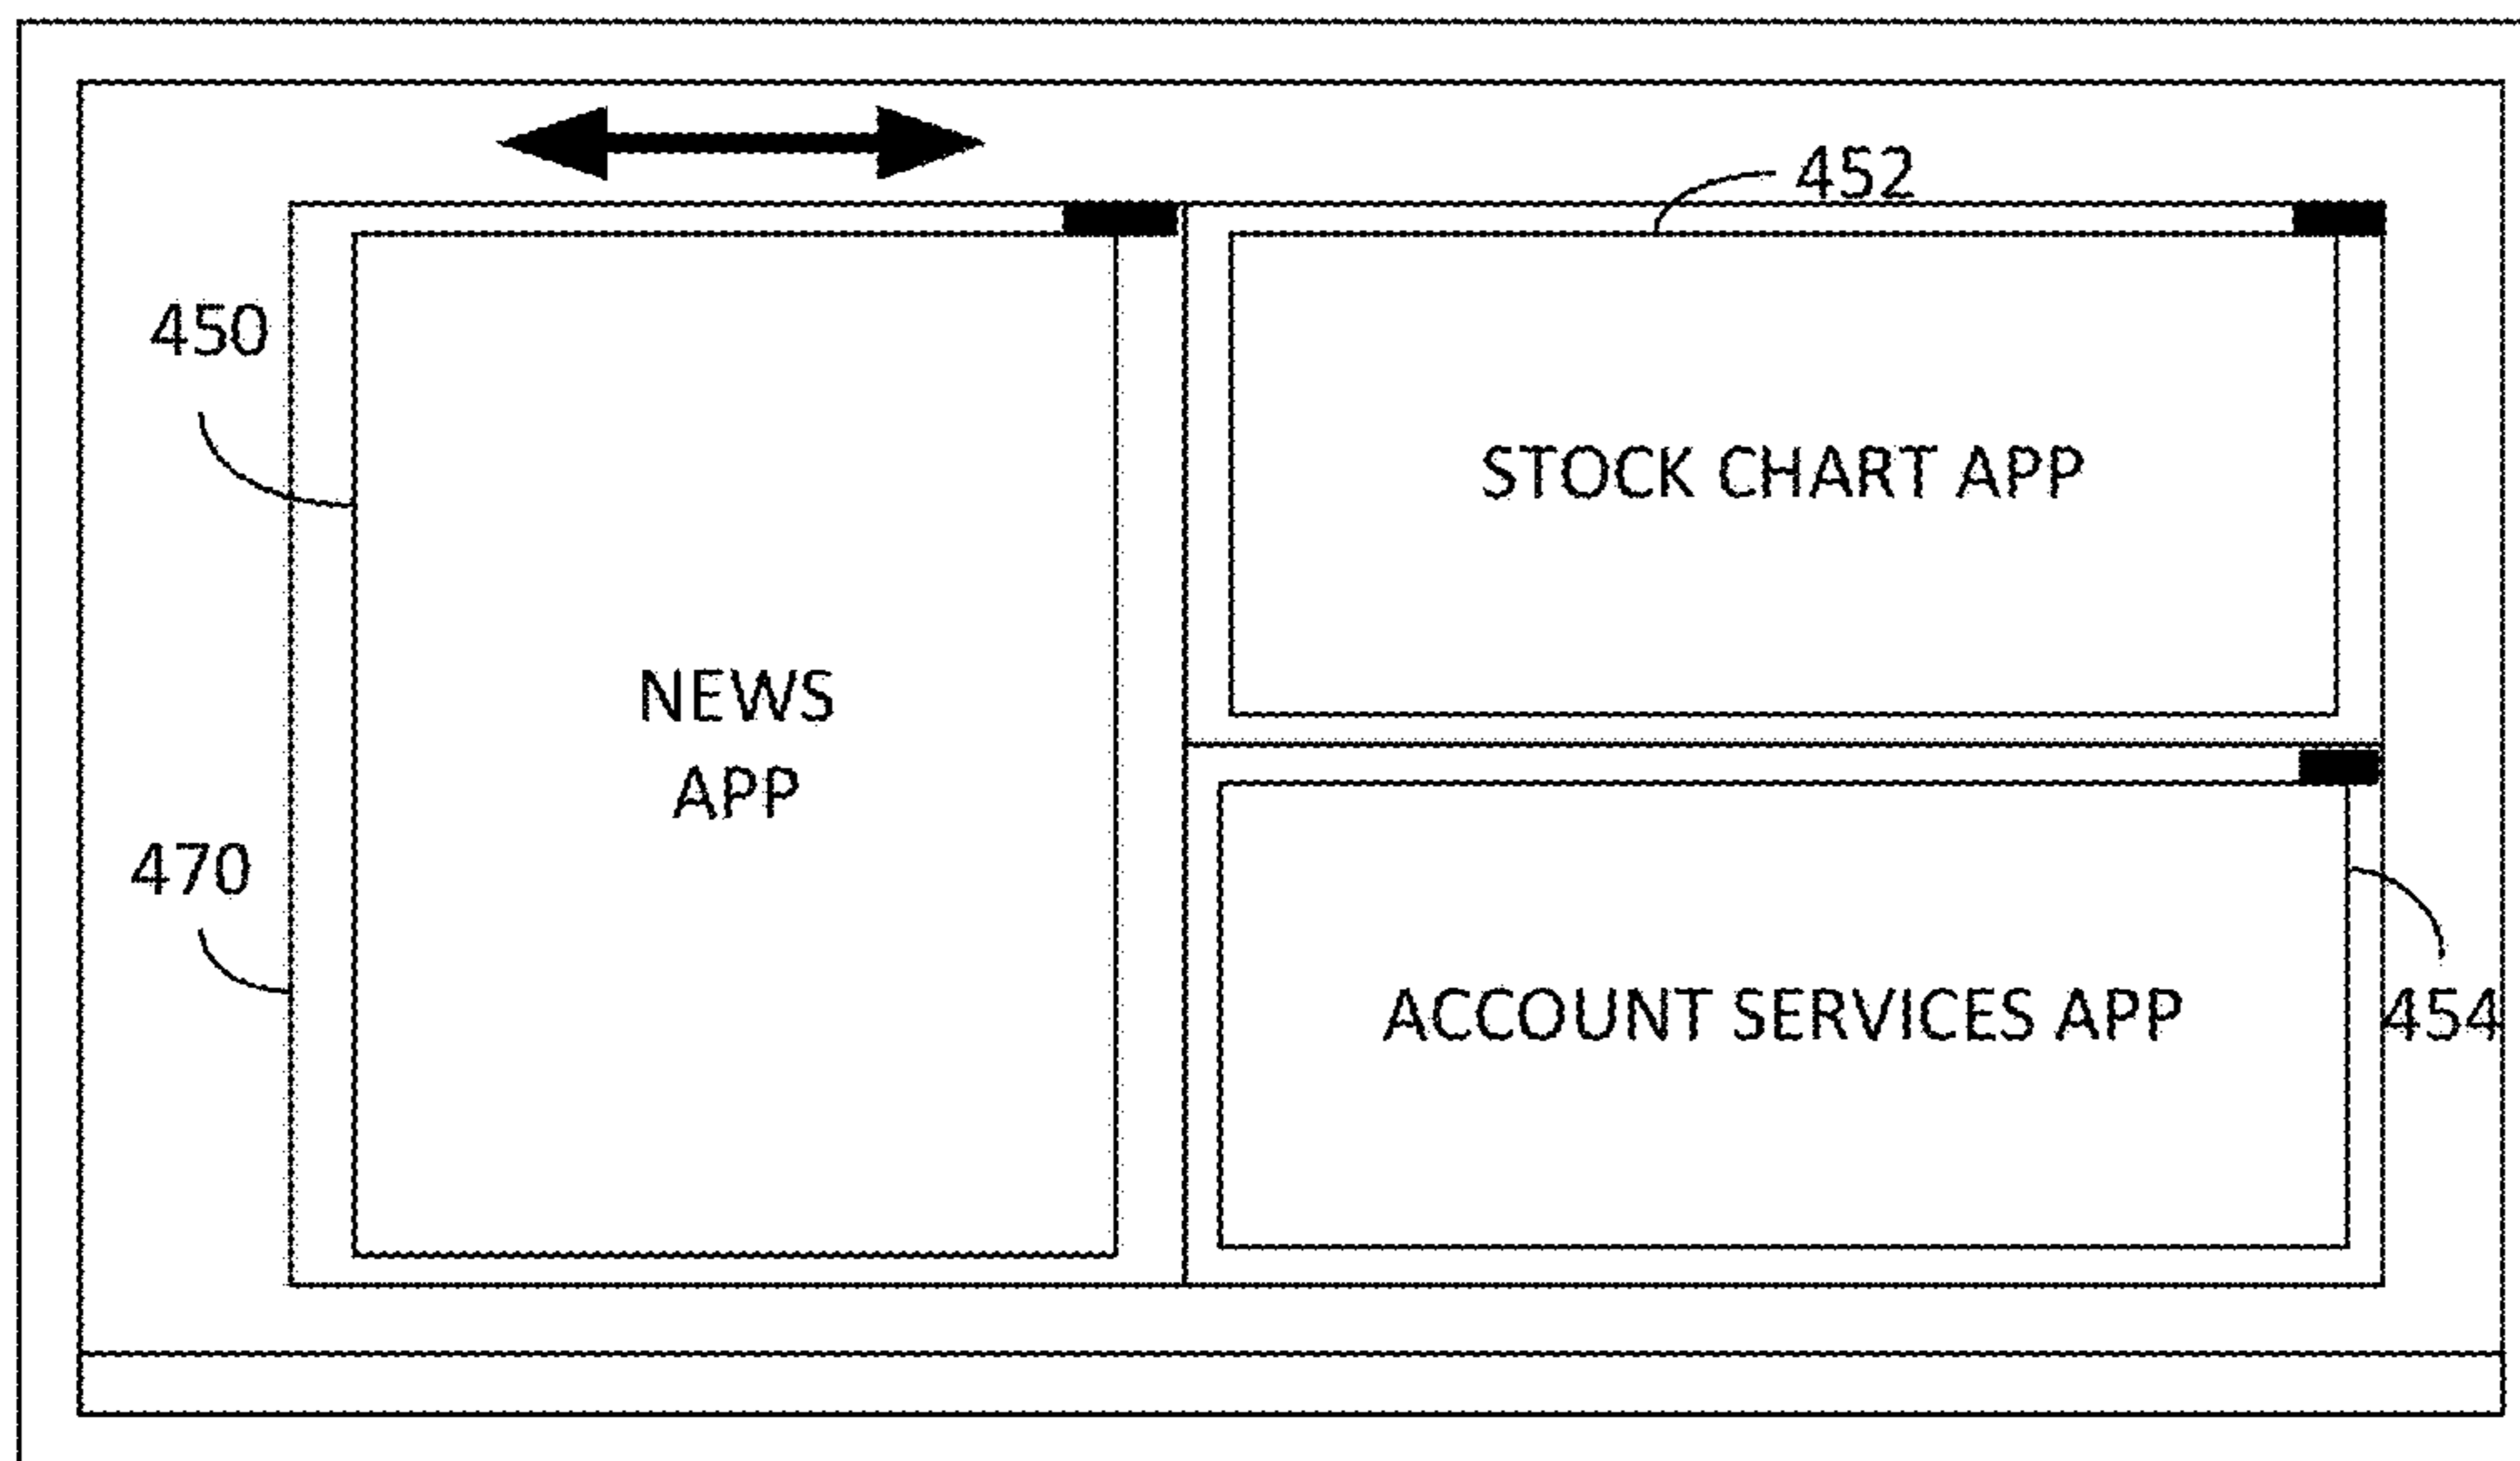 452
450
STOCK CHART APP
NEWS
APP
470
ACCOUNT SERVICES APP
454